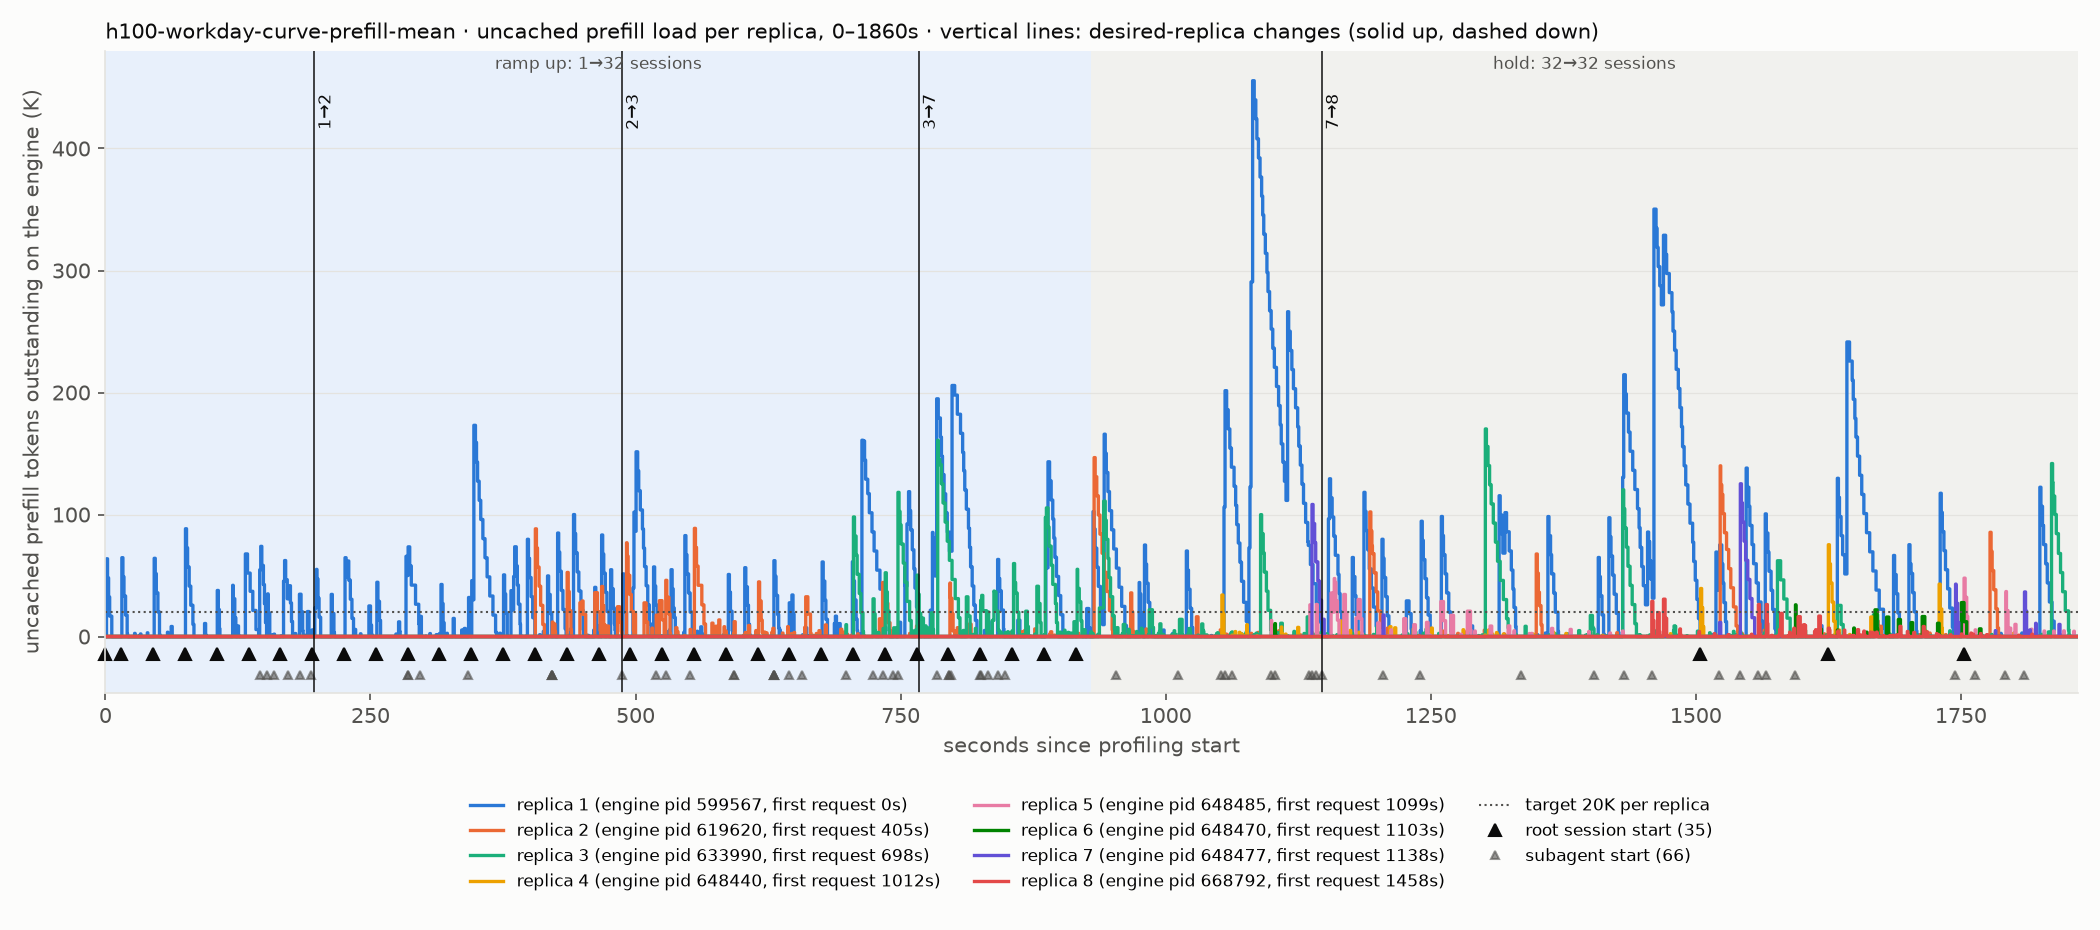 h100-workday-curve-prefill-mean · uncached prefill load per replica, 0–1860s · vertical lines: desired-replica changes (solid up, dashed down)
ramp up: 1→32 sessions
hold: 32→32 sessions
1→2
2→3
3→7
7→8
uncached prefill tokens outstanding on the engine (K)
400
300
200
100
0
0
250
500
750
1000
1250
1500
1750
seconds since profiling start
replica 1 (engine pid 599567, first request 0s)
replica 2 (engine pid 619620, first request 405s)
replica 3 (engine pid 633990, first request 698s)
replica 4 (engine pid 648440, first request 1012s)
replica 5 (engine pid 648485, first request 1099s)
replica 6 (engine pid 648470, first request 1103s)
replica 7 (engine pid 648477, first request 1138s)
replica 8 (engine pid 668792, first request 1458s)
target 20K per replica
root session start (35)
subagent start (66)